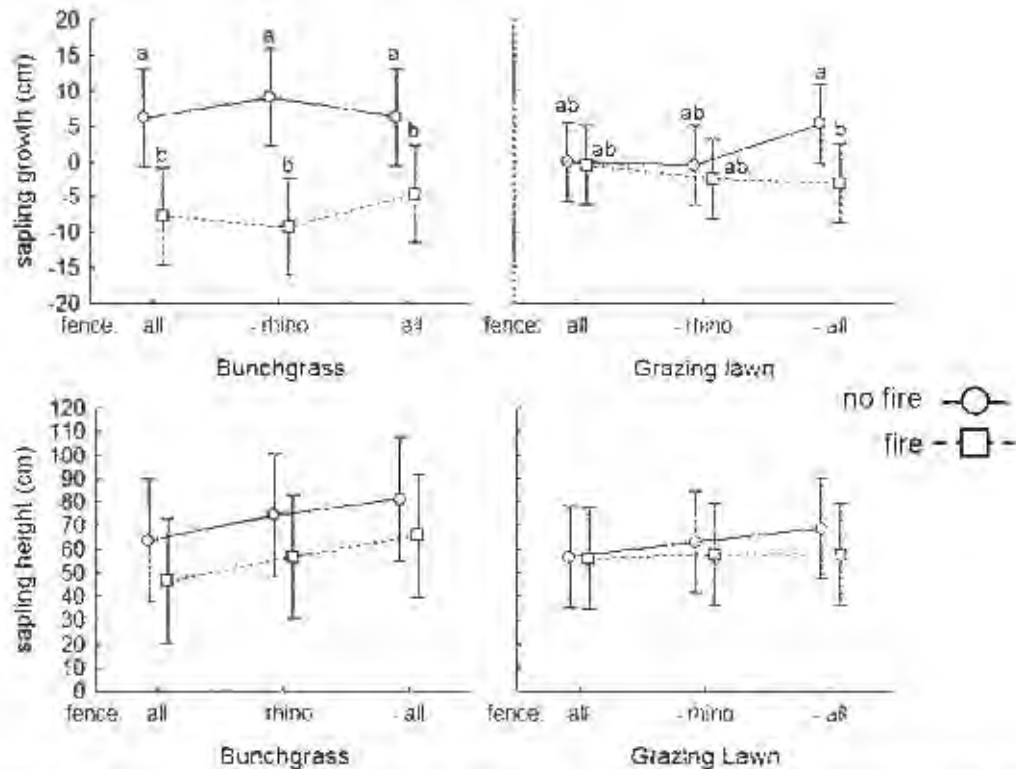 20
15
10
5
0
-5
-10
-15
-20
sapling growth (cm)
a
a
a
b
b
b
fence. all - rhino
Bunchgrass
ab
ab
a
ab
ab
b
fence: all - rhino - all
Grazing lawn
no fire
fire
120
110
100
90
80
70
60
50
40
30
20
10
0
sapling height (cm)
fence. all rhino - all
Bunchgrass
fence. all - rhino - all
Grazing Lawn